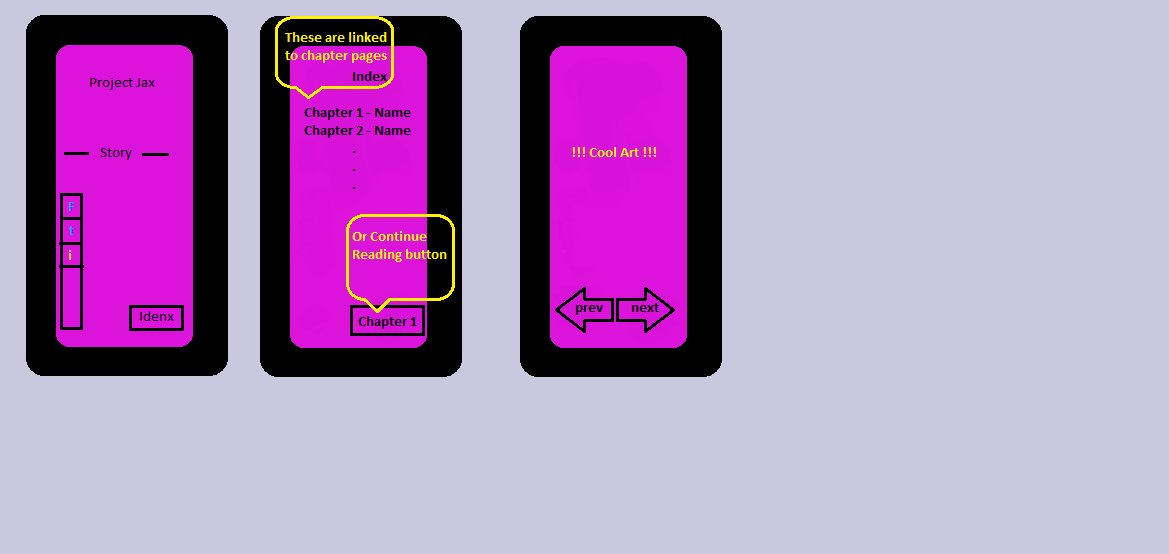 Project Jax
Story
F
t
i
Idenx
These are linked
to chapter pages
Index
Chapter 1 - Name
Chapter 2 - Name
.
.
.
Or Continue
Reading button
Chapter 1
!!! Cool Art !!!
prev
next